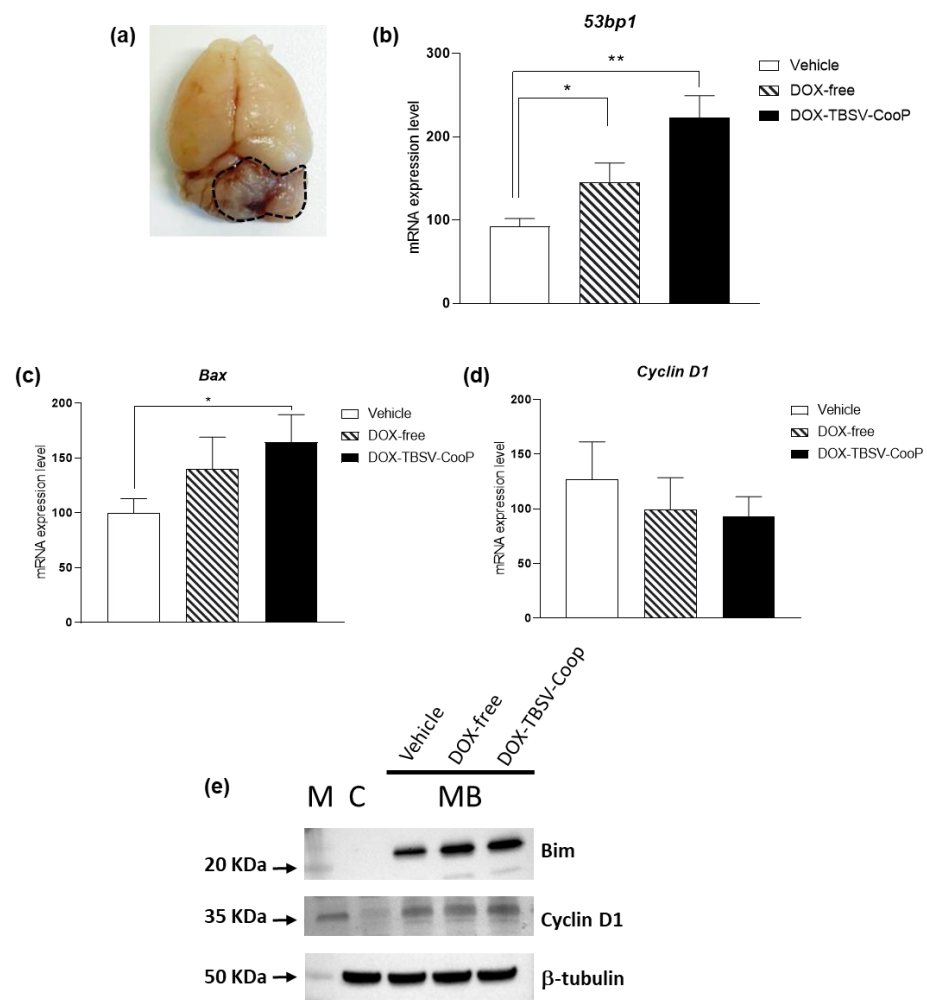 (a)
(b)
53bp1
mRNA expression level
300
200
100
0
**
*
Vehicle
DOX-free
DOX-TBSV-CooP
(c)
Bax
mRNA expression level
200
150
100
50
0
*
Vehicle
DOX-free
DOX-TBSV-CooP
(d)
Cyclin D1
mRNA expression level
200
150
100
50
0
Vehicle
DOX-free
DOX-TBSV-CooP
(e)
Vehicle
DOX-free
DOX-TBSV-Coop
M C MB
20 KDa
Bim
35 KDa
Cyclin D1
50 KDa
β-tubulin